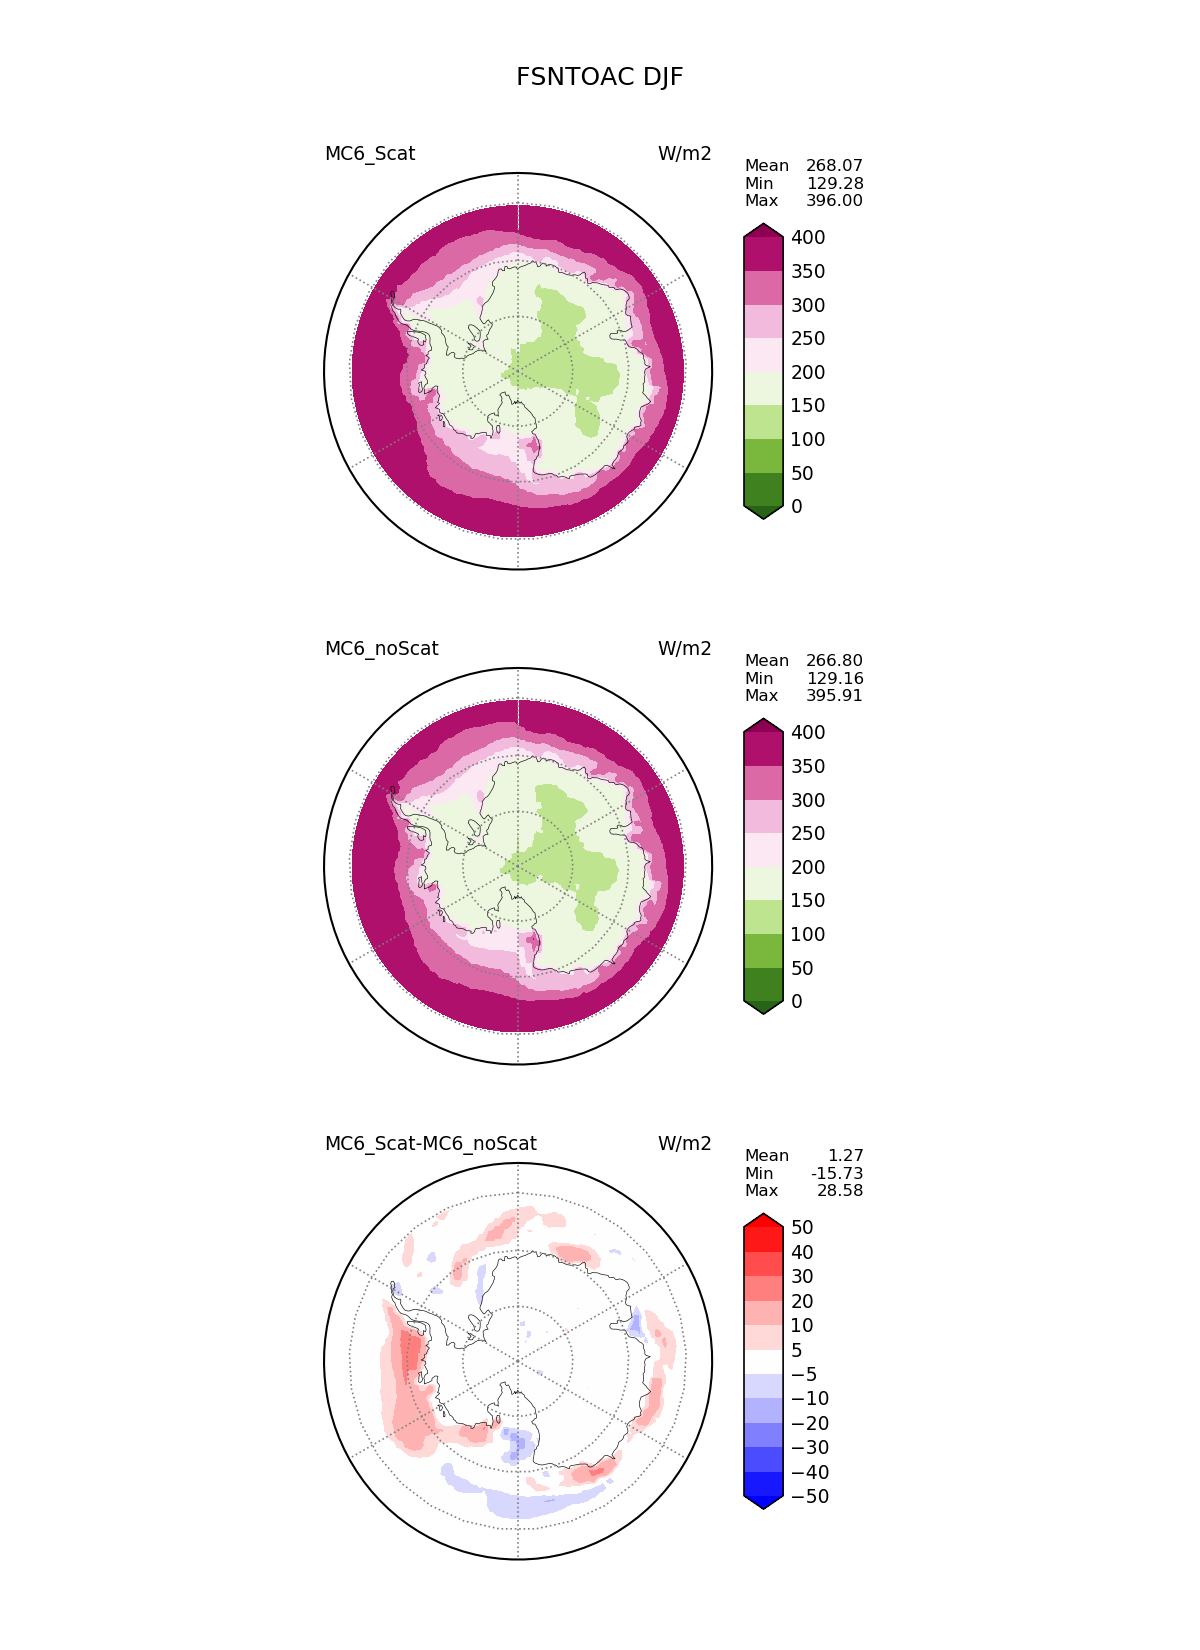 FSNTOAC DJF
MC6_Scat
W/m2
Mean 268.07
Min 129.28
Max 396.00
400
350
300
250
200
150
100
50
0
MC6_noScat
W/m2
Mean 266.80
Min 129.16
Max 395.91
400
350
300
250
200
150
100
50
0
MC6_Scat-MC6_noScat
W/m2
Mean 1.27
Min -15.73
Max 28.58
50
40
30
20
10
5
−5
−10
−20
−30
−40
−50